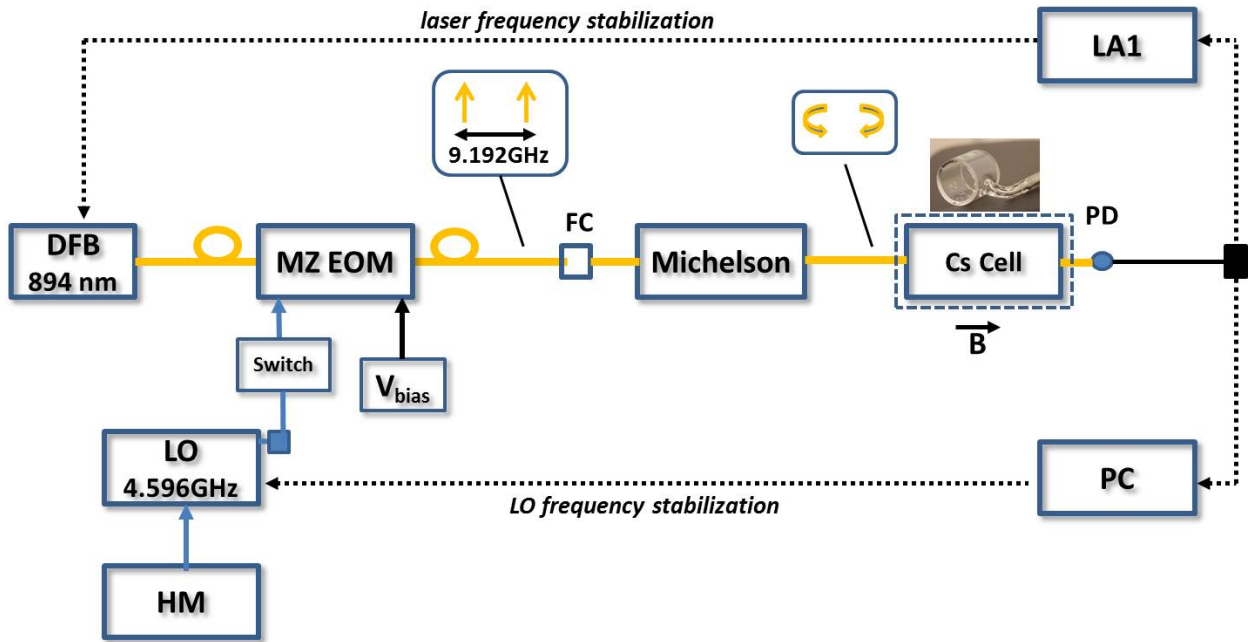 laser frequency stabilization
LA1
9.192GHz
FC
PD
DFB
894 nm
MZ EOM
Michelson
Cs Cell
B
Switch
V_bias
LO
4.596GHz
LO frequency stabilization
PC
HM